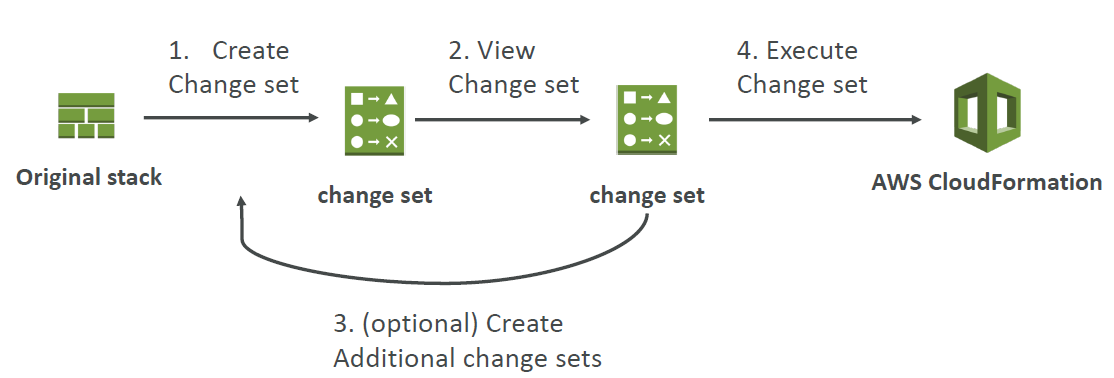 1. Create
Change set
2. View
Change set
4. Execute
Change set
Original stack
change set
change set
AWS CloudFormation
3. (optional) Create
Additional change sets